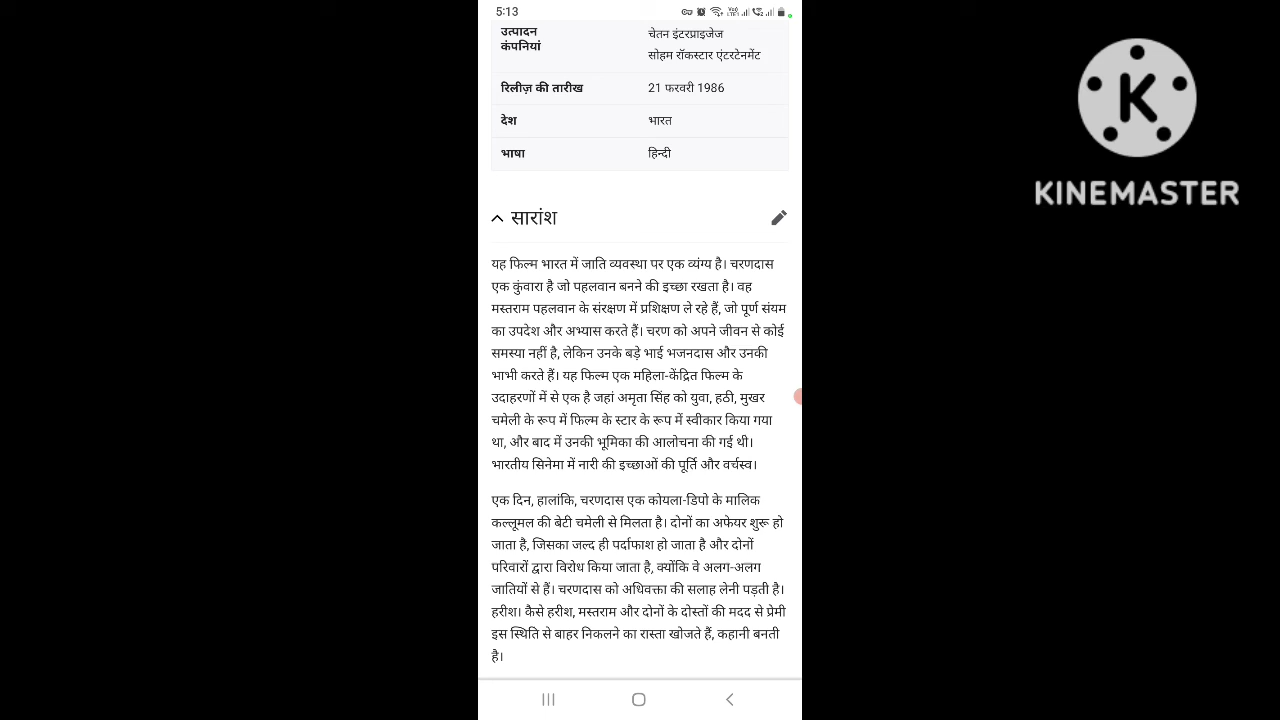 5:13
उत्पादन
कंपनियां
चेतन इंटरप्राइजेज
सोहम रॉकस्टार एंटरटेनमेंट
रिलीज़ की तारीख
21 फरवरी 1986
देश
भारत
भाषा
हिन्दी
सारांश
यह फिल्म भारत में जाति व्यवस्था पर एक व्यंग्य है। चरणदास
एक कुंवारा है जो पहलवान बनने की इच्छा रखता है। वह
मस्तराम पहलवान के संरक्षण में प्रशिक्षण ले रहे हैं, जो पूर्ण संयम
का उपदेश और अभ्यास करते हैं। चरण को अपने जीवन से कोई
समस्या नहीं है, लेकिन उनके बड़े भाई भजनदास और उनकी
भाभी करते हैं। यह फिल्म एक महिला-केंद्रित फिल्म के
उदाहरणों में से एक है जहां अमृता सिंह को युवा, हठी, मुखर
चमेली के रूप में फिल्म के स्टार के रूप में स्वीकार किया गया
था, और बाद में उनकी भूमिका की आलोचना की गई थी।
भारतीय सिनेमा में नारी की इच्छाओं की पूर्ति और वर्चस्व।
एक दिन, हालांकि, चरणदास एक कोयला-डिपो के मालिक
कल्लूमल की बेटी चमेली से मिलता है। दोनों का अफेयर शुरू हो
जाता है, जिसका जल्द ही पर्दाफाश हो जाता है और दोनों
परिवारों द्वारा विरोध किया जाता है, क्योंकि वे अलग-अलग
जातियों से हैं। चरणदास को अधिवक्ता की सलाह लेनी पड़ती है।
हरीश। कैसे हरीश, मस्तराम और दोनों के दोस्तों की मदद से प्रेमी
इस स्थिति से बाहर निकलने का रास्ता खोजते हैं, कहानी बनती
है।
K
KINEMASTER